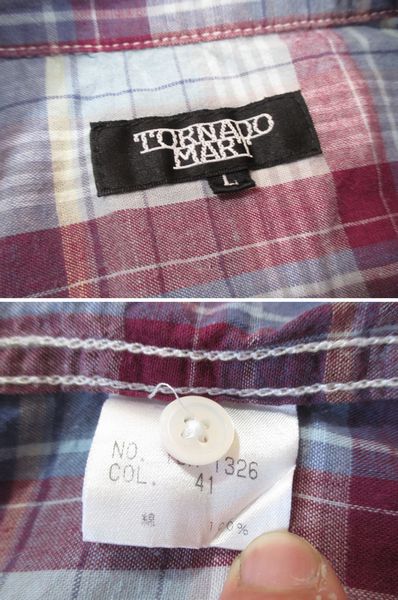 TORNADO
MART
L
NO. 1326
COL. 41
綿 100%